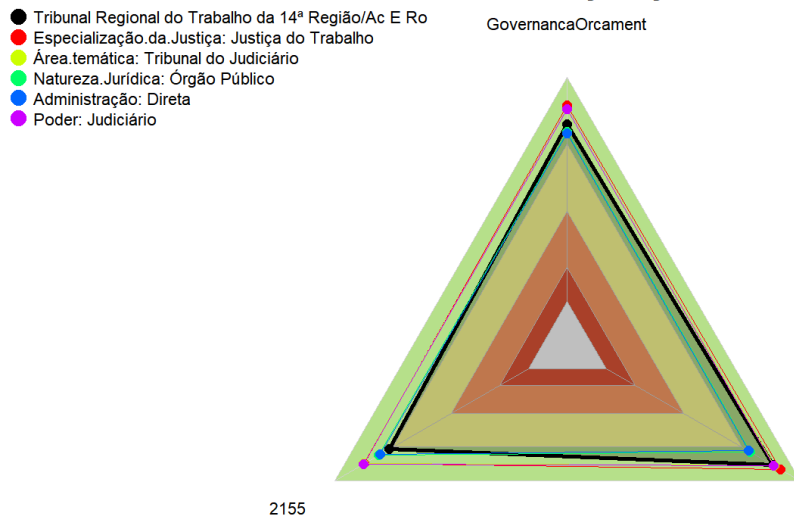 Tribunal Regional do Trabalho da 14ª Região/Ac E Ro
Especialização.da.Justiça: Justiça do Trabalho
Área.temática: Tribunal do Judiciário
Natureza.Jurídica: Órgão Público
Administração: Direta
Poder: Judiciário
GovernancaOrcament
2155